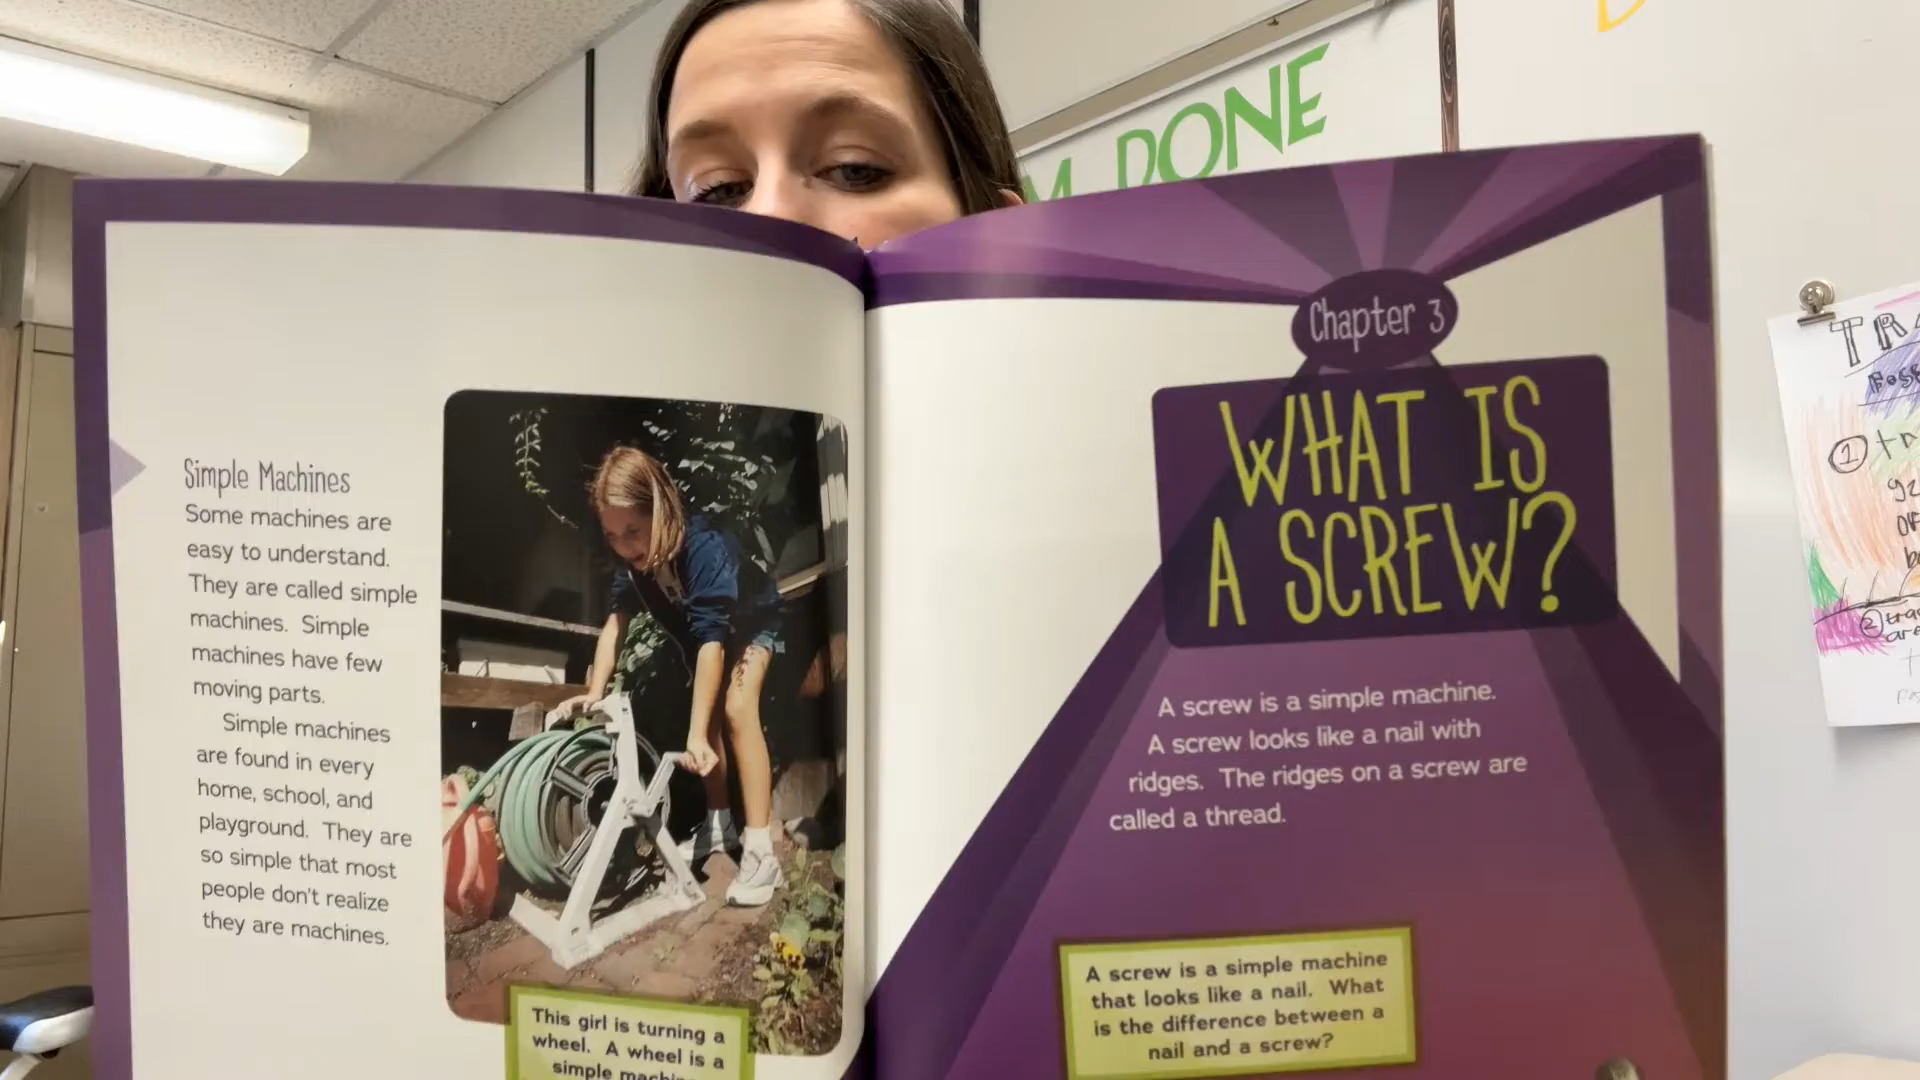 M DONE
Simple Machines
Some machines are
easy to understand.
They are called simple
machines. Simple
machines have few
moving parts.
Simple machines
are found in every
home, school, and
playground. They are
so simple that most
people don't realize
they are machines.
This girl is turning a
wheel. A wheel is a
simple
Chapter 3
WHAT IS
A SCREW?
A screw is a simple machine.
A screw looks like a nail with
ridges. The ridges on a screw are
called a thread.
A screw is a simple machine
that looks like a nail. What
is the difference between a
nail and a screw?